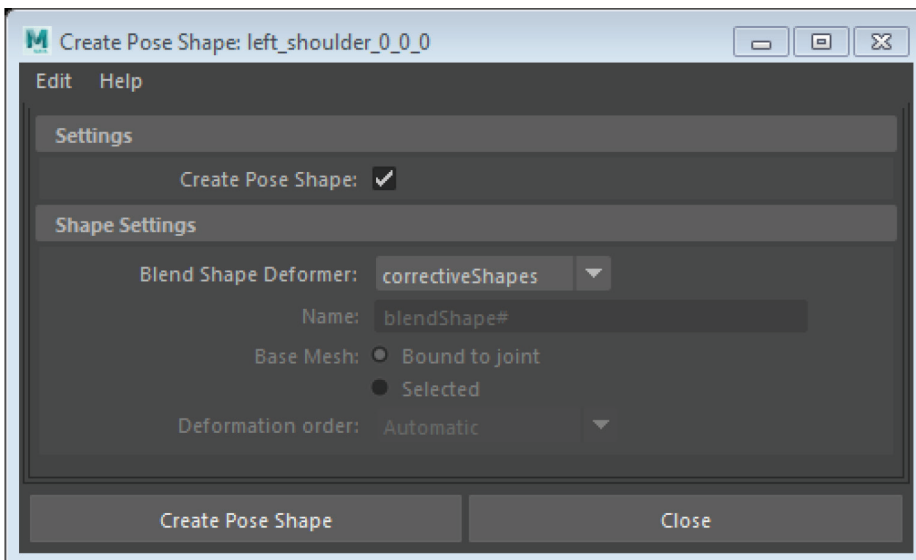 Create Pose Shape: left_shoulder_0_0_0
Edit Help
Settings
Create Pose Shape:
Shape Settings
Blend Shape Deformer: correctiveShapes
Name: blendShape#
Base Mesh: Bound to joint
Selected
Deformation order: Automatic
Create Pose Shape Close